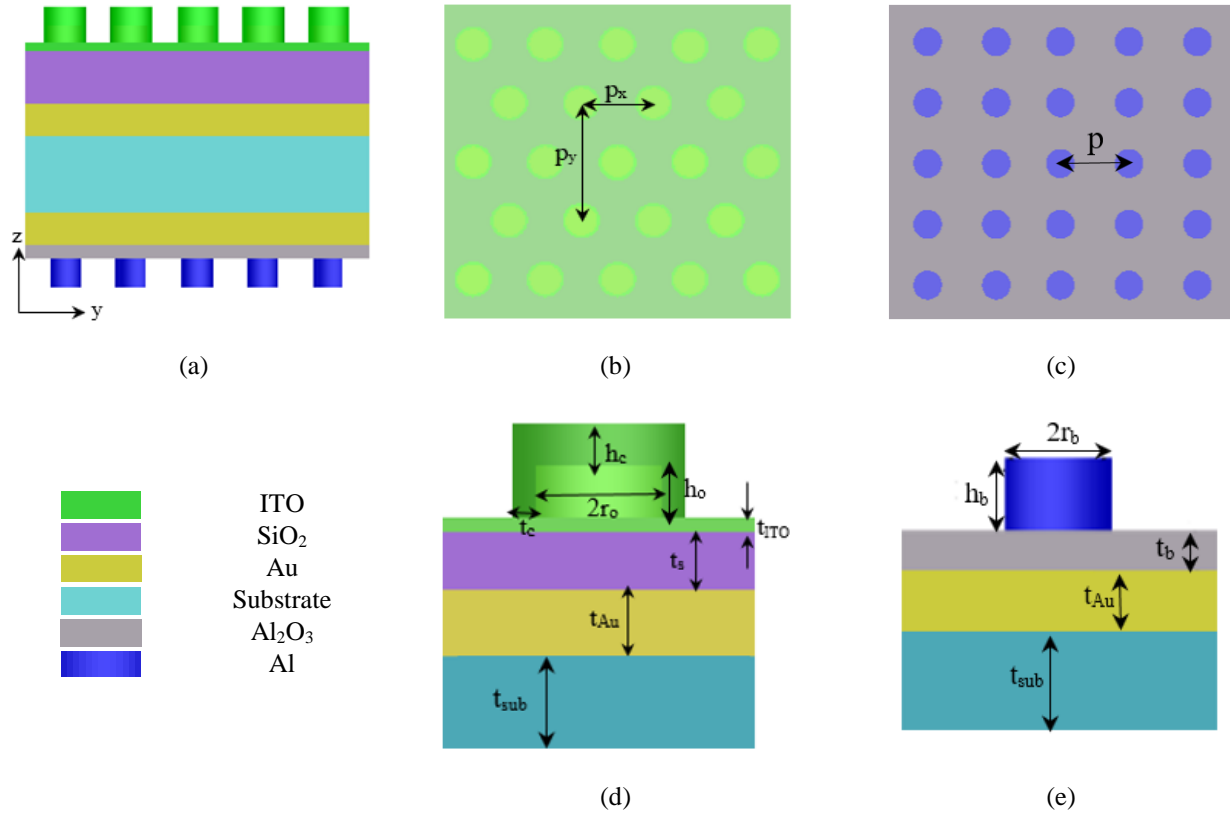 z
y
(a)
p_x
p_y
(b)
p
(c)
ITO
SiO₂
Au
Substrate
Al₂O₃
Al
h_c
h_o
2r_o
t_c
t_ITO
t_s
t_Au
t_sub
(d)
2r_b
h_b
t_b
t_Au
t_sub
(e)